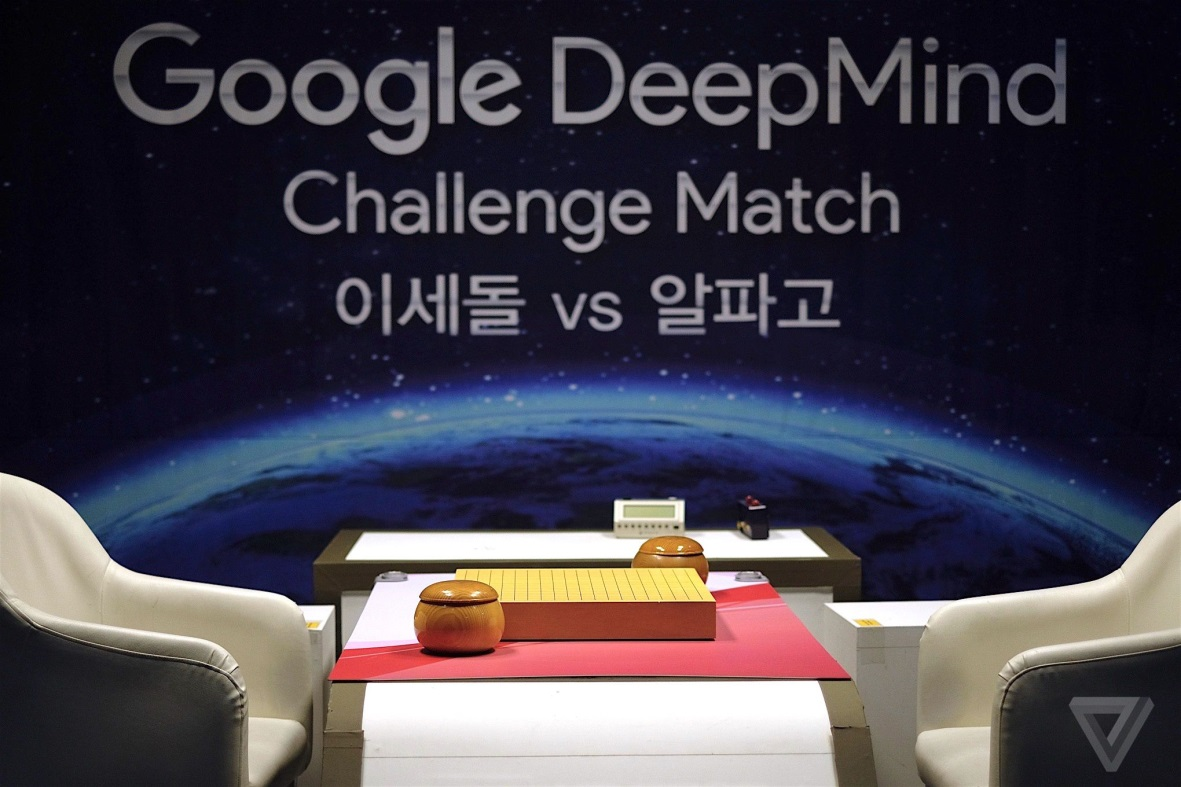 Google DeepMind
Challenge Match
이세돌 vs 알파고